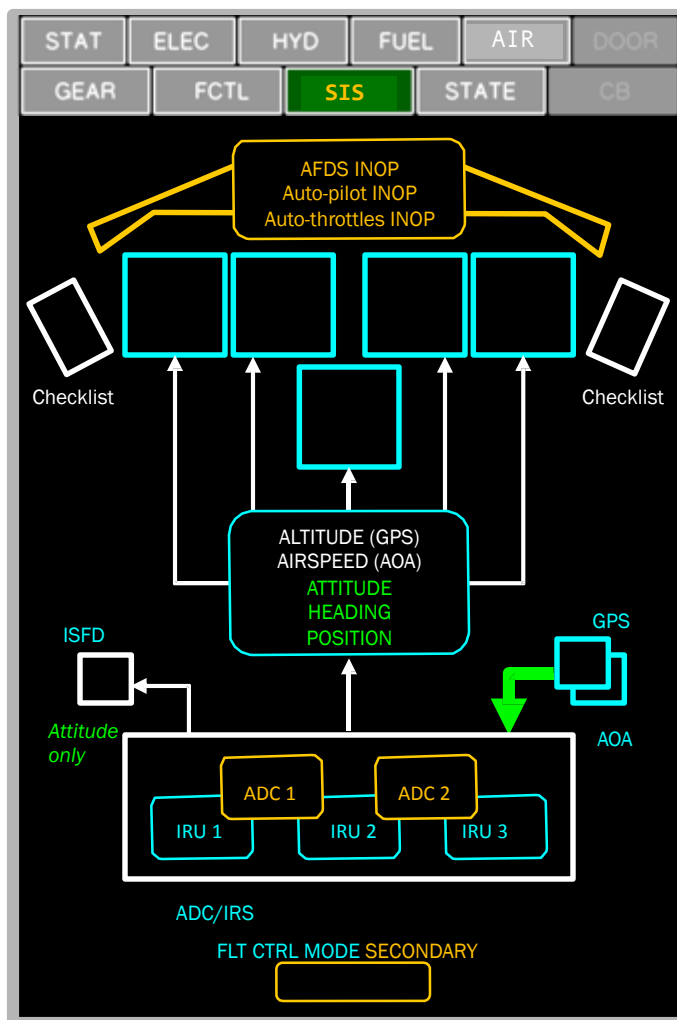 STAT ELEC HYD FUEL AIR DOOR
GEAR FCTL SIS STATE CB
AFDS INOP
Auto-pilot INOP
Auto-throttles INOP
Checklist
Checklist
ALTITUDE (GPS)
AIRSPEED (AOA)
ATTITUDE
HEADING
POSITION
ISFD
GPS
Attitude
only
AOA
ADC 1
ADC 2
IRU 1
IRU 2
IRU 3
ADC/IRS
FLT CTRL MODE SECONDARY